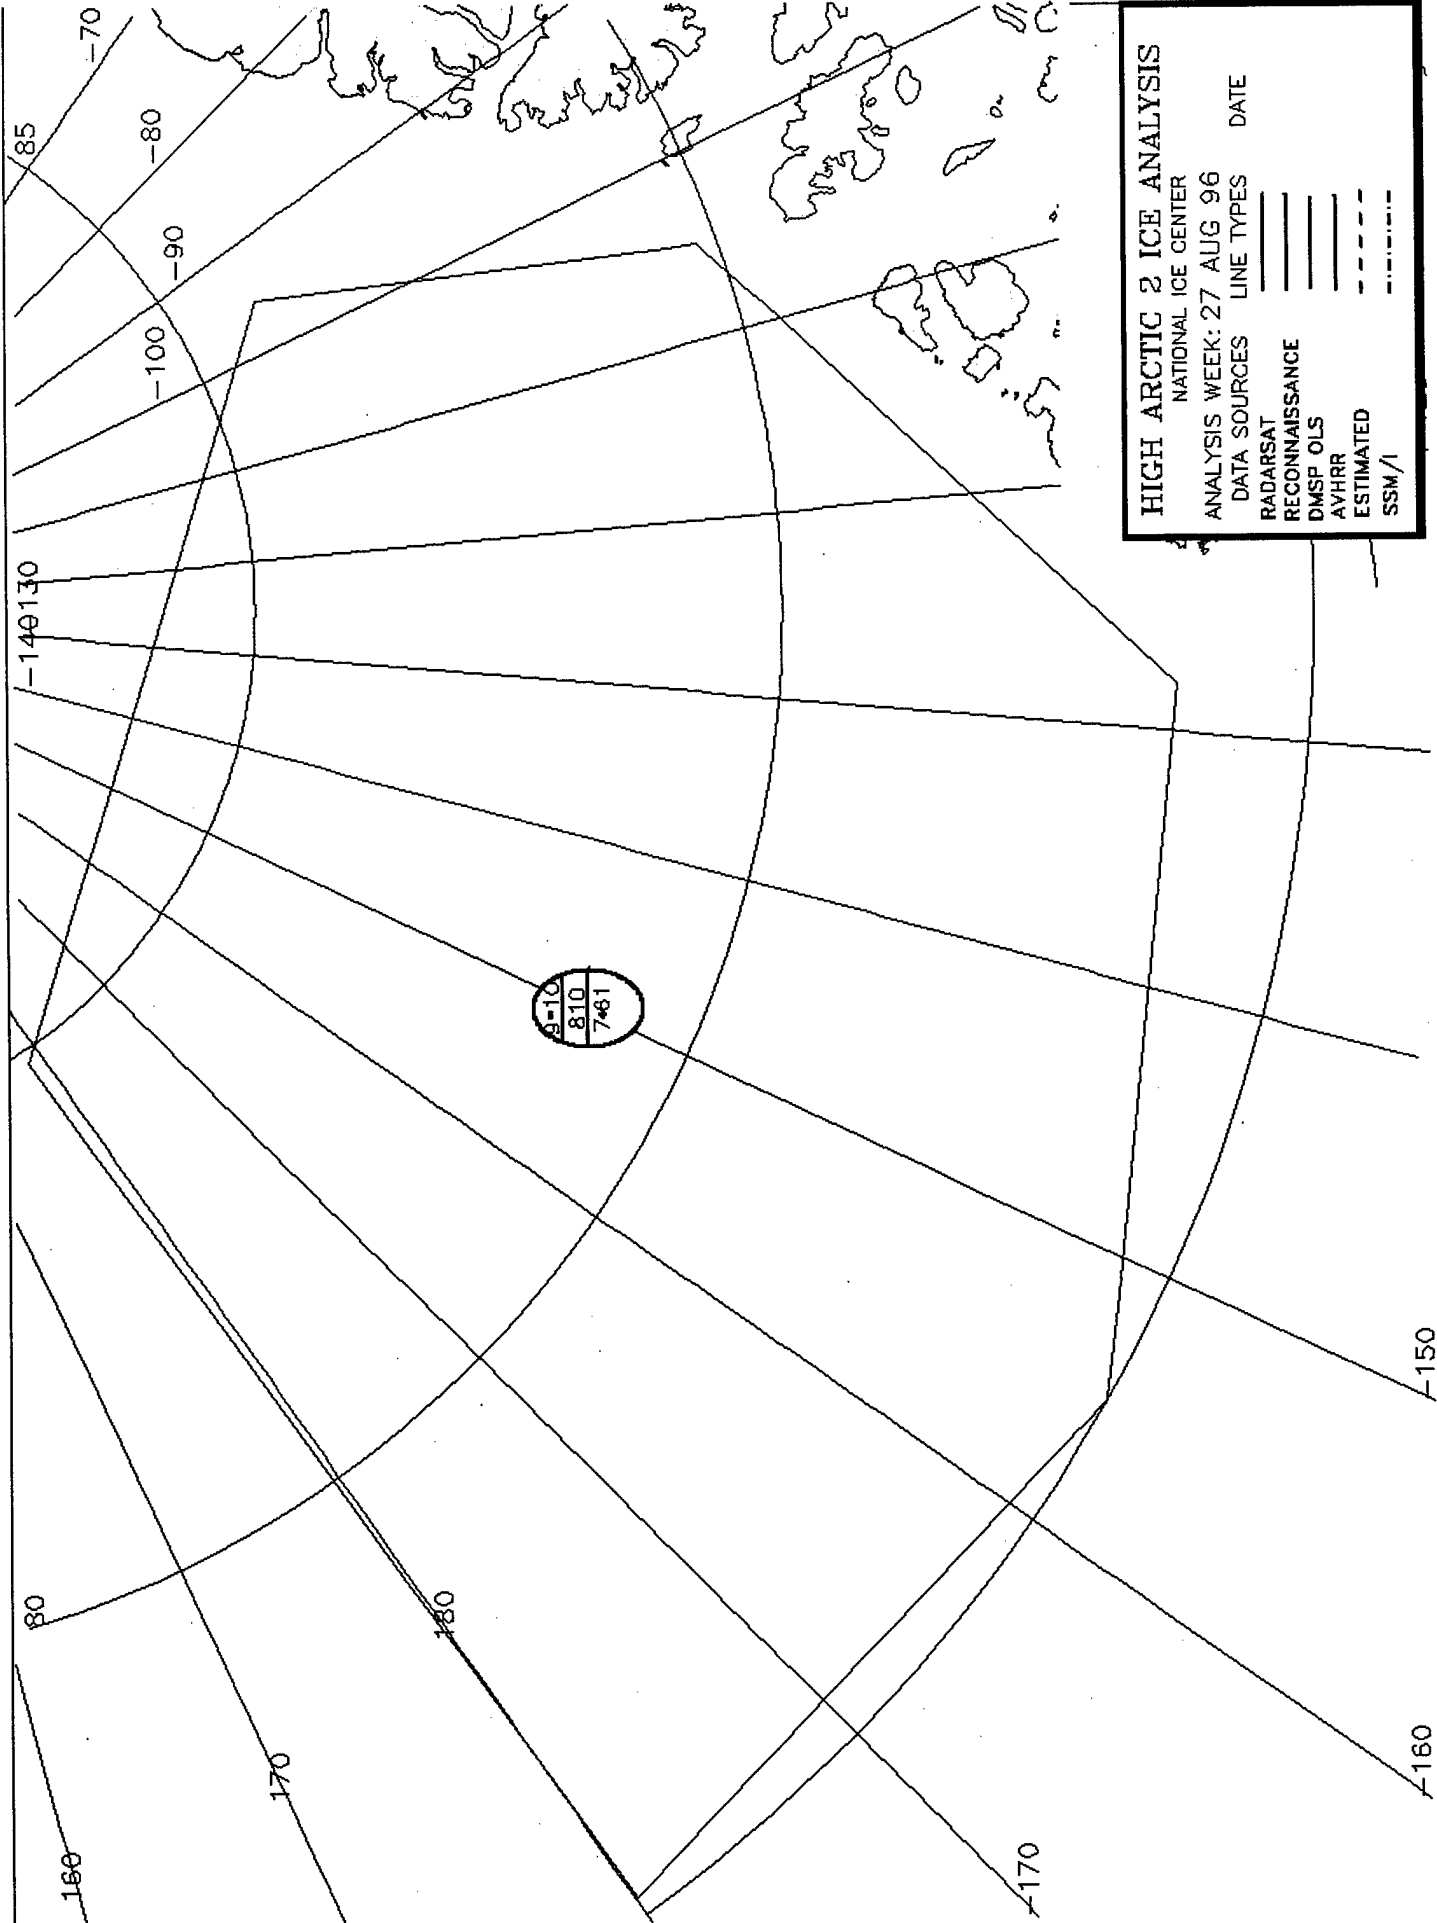 HIGH ARCTIC 2 ICE ANALYSIS
NATIONAL ICE CENTER
ANALYSIS WEEK: 27 AUG 96
DATA SOURCES LINE TYPES DATE
RADARSAT
RECONNAISSANCE
DMSP OLS
AVHRR
ESTIMATED
SSM/I
-70
85
-80
-90
-100
-130
-140
9-10
810
80
180
170
160
-150
-160
-170